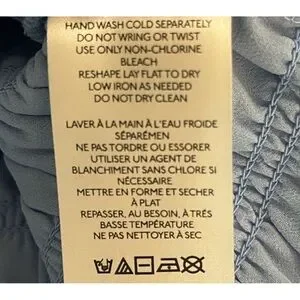 HAND WASH COLD SEPARATELY
DO NOT WRING OR TWIST
USE ONLY NON-CHLORINE
BLEACH
RESHAPE LAY FLAT TO DRY
LOW IRON AS NEEDED
DO NOT DRY CLEAN
LAVER À LA MAIN À L'EAU FROIDE
SÉPARÉMEN
NE PAS TORDRE OU ESSORER
UTILISER UN AGENT DE
BLANCHIMENT SANS CHLORE SI
NÉCESSAIRE
METTRE EN FORME ET SÉCHER
À PLAT
REPASSER, AU BESOIN, À TRÈS
BASSE TEMPÉRATURE
NE PAS NETTOYER À SEC